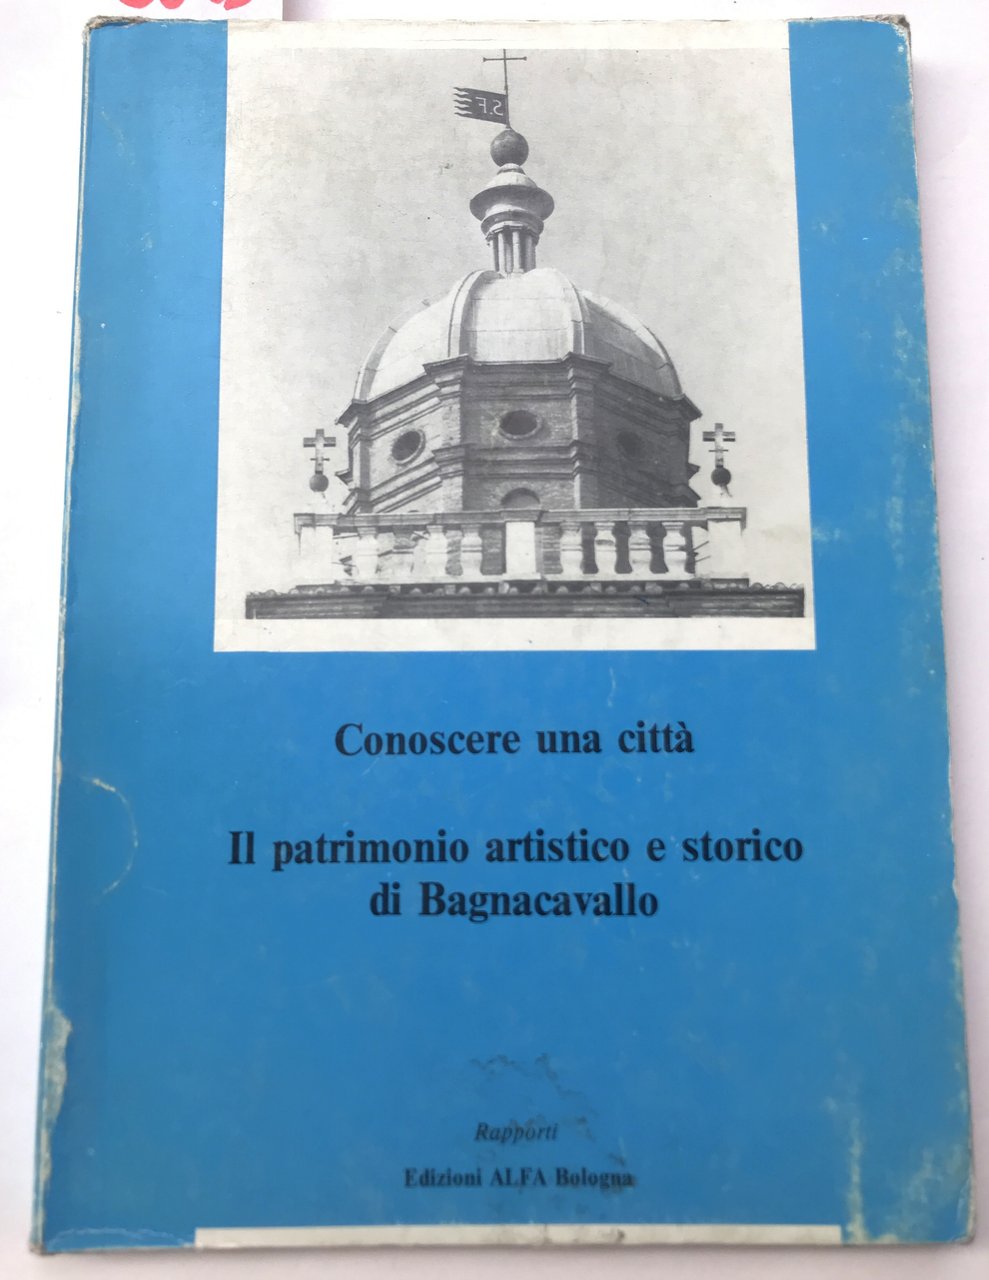 S.F
Conoscere una città
Il patrimonio artistico e storico
di Bagnacavallo
Rapporti
Edizioni ALFA Bologna